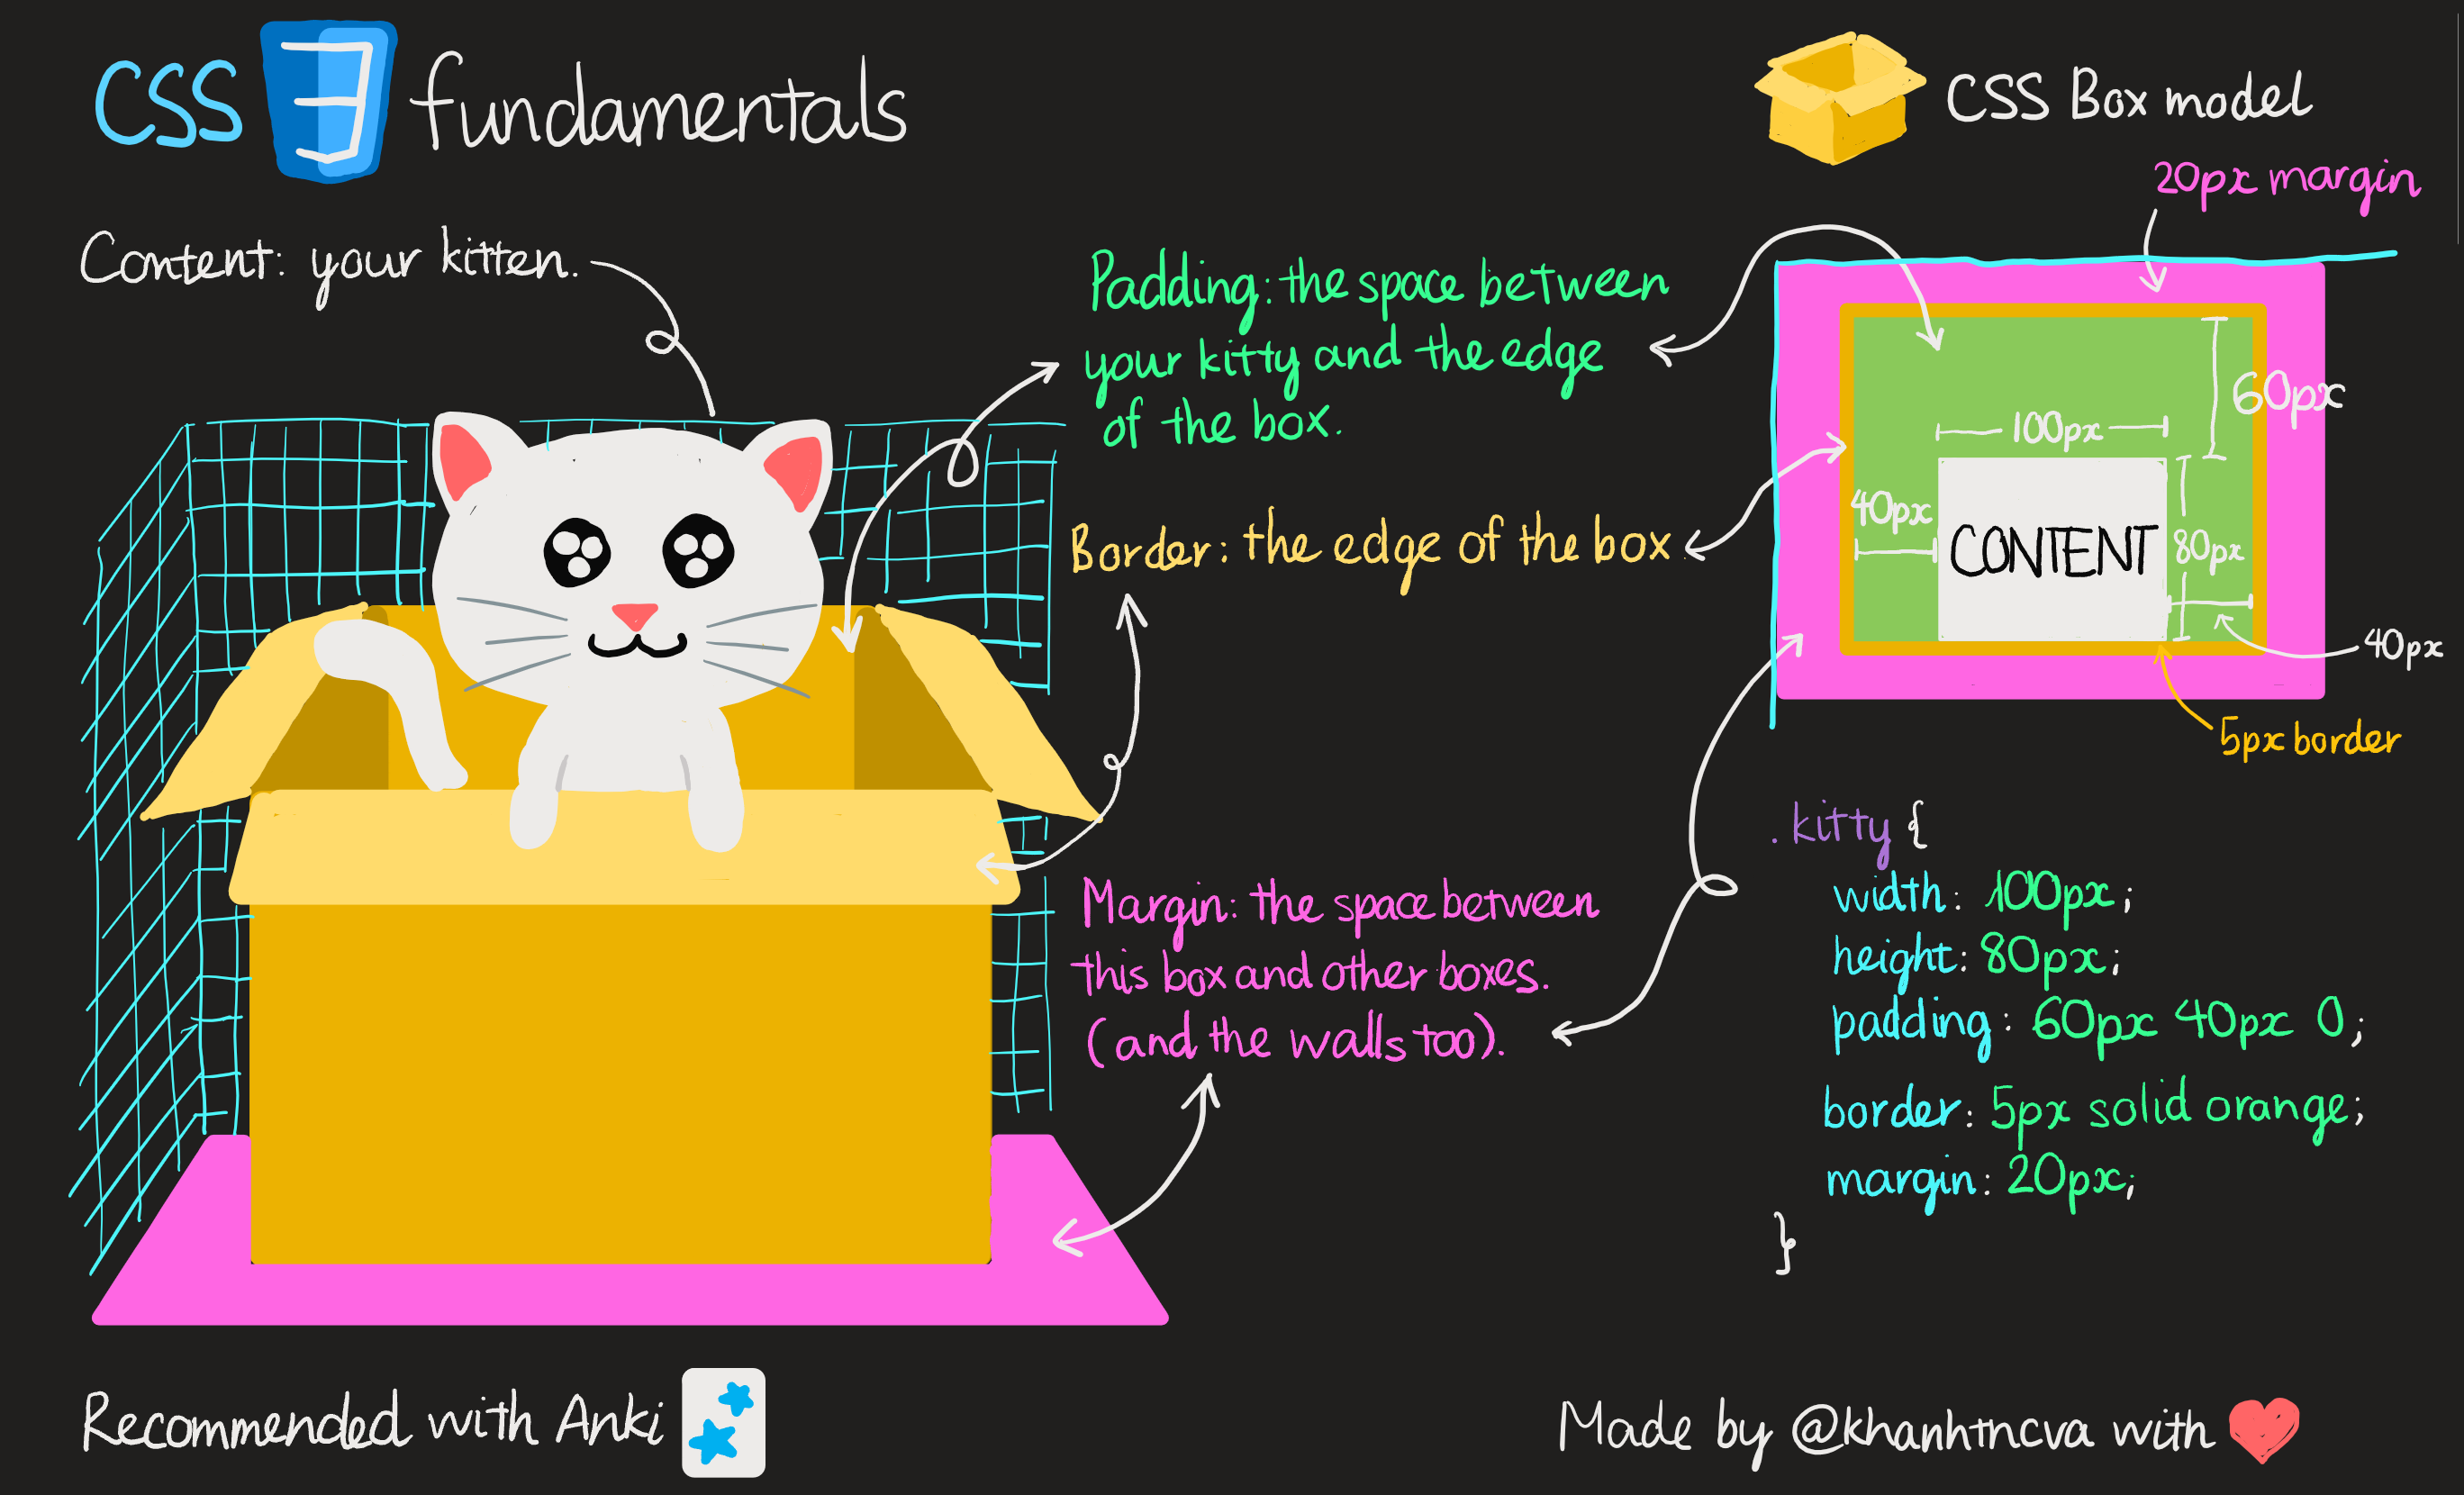 CSS fundamentals
CSS Box model
Content: your kitten.
Padding: the space between
your kitty and the edge
of the box.
Border: the edge of the box
Margin: the space between
this box and other boxes.
(and the walls too).
20px margin
60px
100px
40px
CONTENT
80px
40px
5px border
.kitty {
width: 100px;
height: 80px;
padding: 60px 40px 0;
border: 5px solid orange;
margin: 20px;
}
Recommended with Anki
Made by @khanhtncva with